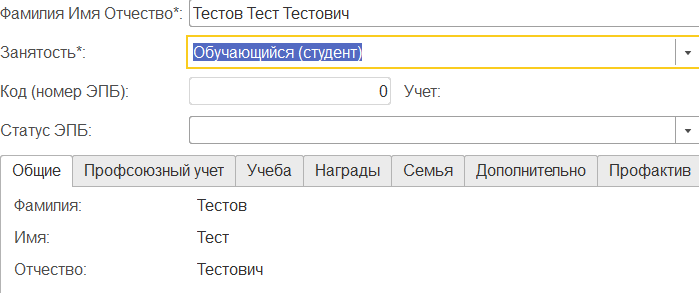 Фамилия Имя Отчество*: Тестов Тест Тестович
Занятость*: Обучающийся (студент)
Код (номер ЭПБ): 0 Учет:
Статус ЭПБ:
Общие Профсоюзный учет Учеба Награды Семья Дополнительно Профактив
Фамилия: Тестов
Имя: Тест
Отчество: Тестович